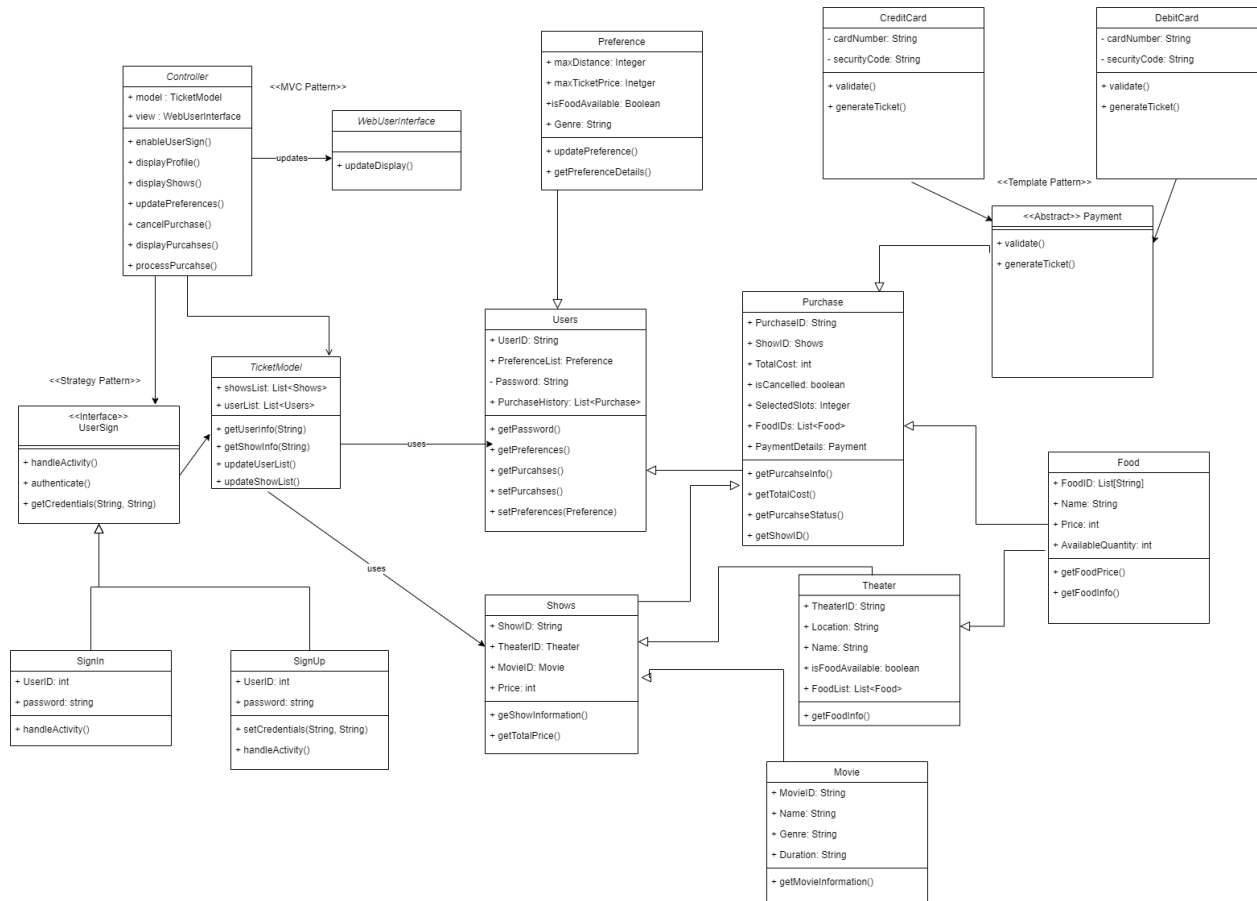 Controller
+ model : TicketModel
+ view : WebUserInterface
+ enableUserSign()
+ displayProfile()
+ displayShows()
+ updatePreferences()
+ cancelPurchase()
+ displayPurcahses()
+ processPurcahse()
<<MVC Pattern>>
updates
WebUserInterface
+ updateDisplay()
Preference
+ maxDistance: Integer
+ maxTicketPrice: Inetger
+isFoodAvailable: Boolean
+ Genre: String
+ updatePreference()
+ getPreferenceDetails()
CreditCard
- cardNumber: String
- securityCode: String
+ validate()
+ generateTicket()
DebitCard
- cardNumber: String
- securityCode: String
+ validate()
+ generateTicket()
<<Template Pattern>>
<<Abstract>> Payment
+ validate()
+ generateTicket()
<<Strategy Pattern>>
<<Interface>>
UserSign
+ handleActivity()
+ authenticate()
+ getCredentials(String, String)
TicketModel
+ showsList: List<Shows>
+ userList: List<Users>
+ getUserInfo(String)
+ getShowInfo(String)
+ updateUserList()
+ updateShowList()
uses
uses
Users
+ UserID: String
+ PreferenceList: Preference
- Password: String
+ PurchaseHistory: List<Purchase>
+ getPassword()
+ getPreferences()
+ getPurcahses()
+ setPurcahses()
+ setPreferences(Preference)
Purchase
+ PurchaseID: String
+ ShowID: Shows
+ TotalCost: int
+ isCancelled: boolean
+ SelectedSlots: Integer
+ FoodIDs: List<Food>
+ PaymentDetails: Payment
+ getPurcahseInfo()
+ getTotalCost()
+ getPurcahseStatus()
+ getShowID()
Food
+ FoodID: List[String]
+ Name: String
+ Price: int
+ AvailableQuantity: int
+ getFoodPrice()
+ getFoodInfo()
SignIn
+ UserID: int
+ password: string
+ handleActivity()
SignUp
+ UserID: int
+ password: string
+ setCredentials(String, String)
+ handleActivity()
Shows
+ ShowID: String
+ TheaterID: Theater
+ MovieID: Movie
+ Price: int
+ geShowInformation()
+ getTotalPrice()
Theater
+ TheaterID: String
+ Location: String
+ Name: String
+ isFoodAvailable: boolean
+ FoodList: List<Food>
+ getFoodInfo()
Movie
+ MovieID: String
+ Name: String
+ Genre: String
+ Duration: String
+ getMovieInformation()